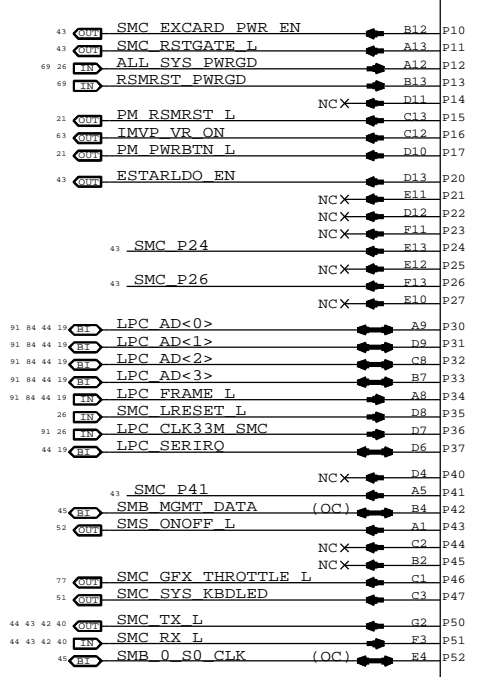 43 OUT SMC_EXCARD_PWR_EN B12 P10
43 OUT SMC_RSTGATE_L A13 P11
69 26 IN ALL_SYS_PWRGD A12 P12
69 IN RSMRST_PWRGD B13 P13
NC D11 P14
21 OUT PM_RSMRST_L C13 P15
63 OUT IMVP_VR_ON C12 P16
21 OUT PM_PWRBTN_L D10 P17
43 OUT ESTARLDO_EN D13 P20
NC E11 P21
NC D12 P22
NC F11 P23
43 SMC_P24 E13 P24
NC E12 P25
43 SMC_P26 F13 P26
NC E10 P27
91 84 44 19 BI LPC_AD<0> A9 P30
91 84 44 19 BI LPC_AD<1> D9 P31
91 84 44 19 BI LPC_AD<2> C8 P32
91 84 44 19 BI LPC_AD<3> B7 P33
91 84 44 19 IN LPC_FRAME_L A8 P34
26 IN SMC_LRESET_L D8 P35
91 26 IN LPC_CLK33M_SMC D7 P36
44 19 BI LPC_SERIRQ D6 P37
NC D4 P40
43 SMC_P41 A5 P41
45 BI SMB_MGMT_DATA (OC) B4 P42
52 OUT SMS_ONOFF_L A1 P43
NC C2 P44
NC B2 P45
77 OUT SMC_GFX_THROTTLE_L C1 P46
51 OUT SMC_SYS_KBDLED C3 P47
44 43 42 40 OUT SMC_TX_L G2 P50
44 43 42 40 IN SMC_RX_L F3 P51
45 BI SMB_0_S0_CLK (OC) E4 P52